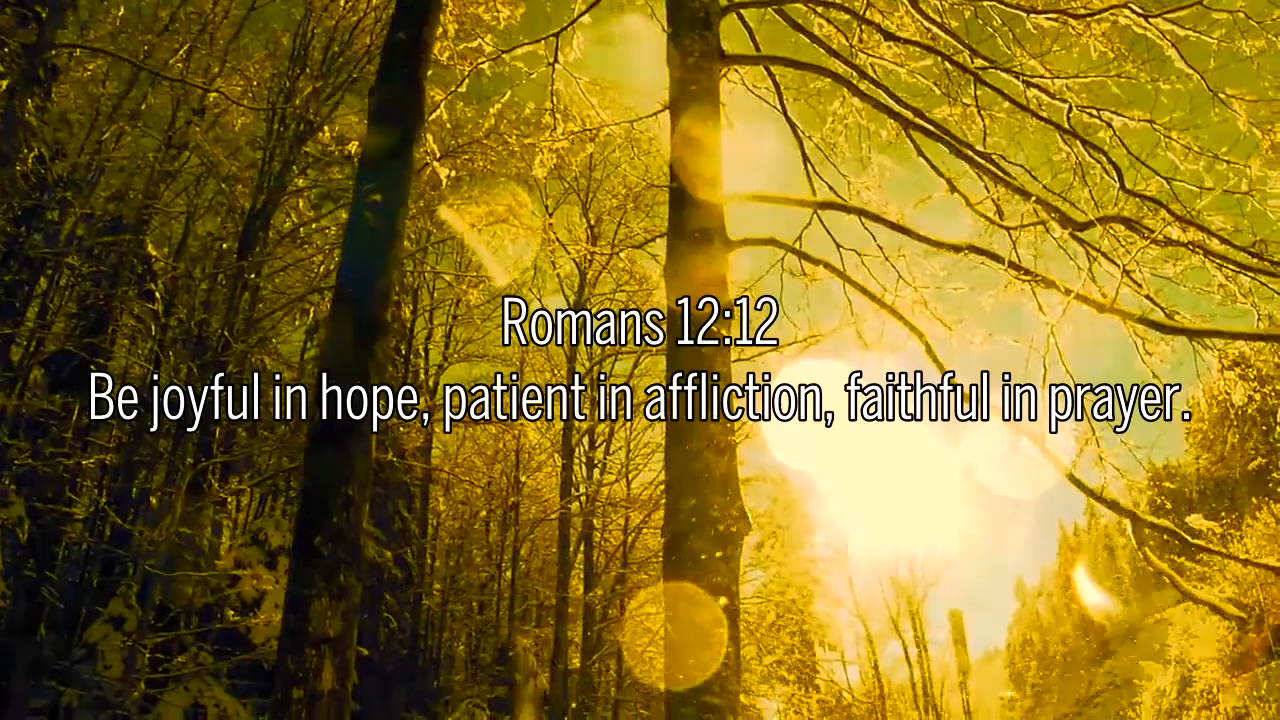 Romans 12:12
Be joyful in hope, patient in affliction, faithful in prayer.